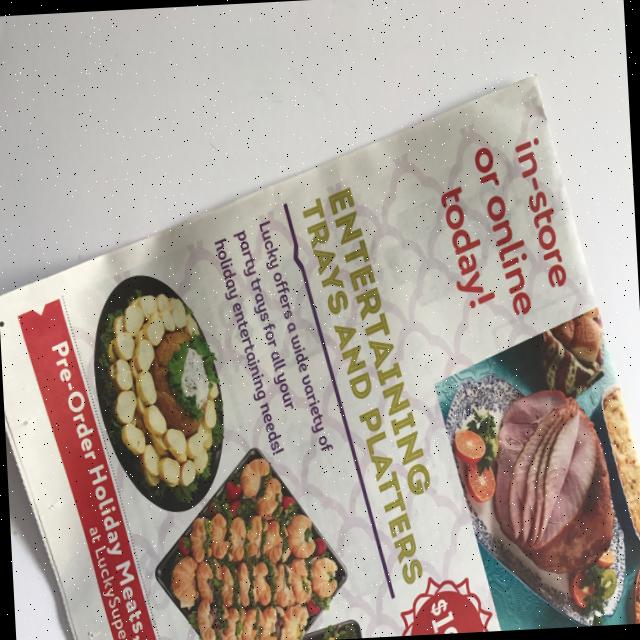 in-store
or online
today!
ENTERTAINING
TRAYS AND PLATTERS
Lucky offers a wide variety of
party trays for all your
holiday entertaining needs!
Pre-Order Holiday Meats